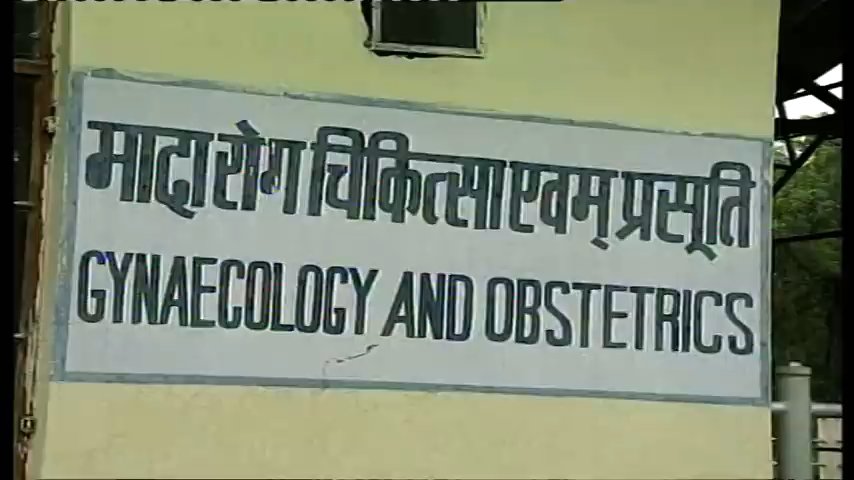 मादा रोग चिकित्सा एवम् प्रसूति
GYNAECOLOGY AND OBSTETRICS